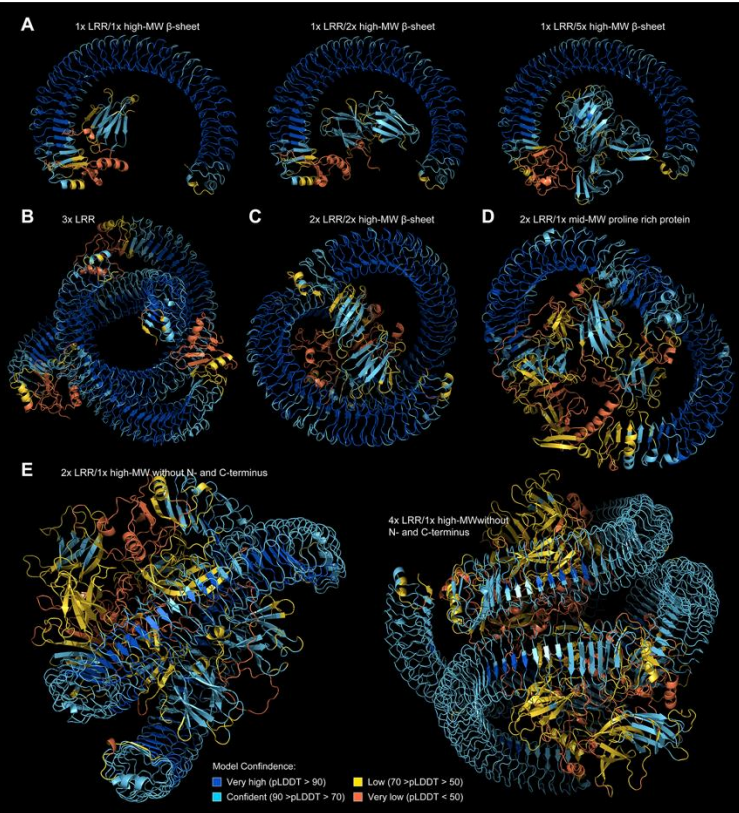 A
1x LRR/1x high-MW β-sheet
1x LRR/2x high-MW β-sheet
1x LRR/5x high-MW β-sheet
B
3x LRR
C
2x LRR/2x high-MW β-sheet
D
2x LRR/1x mid-MW proline rich protein
E
2x LRR/1x high-MW without N- and C-terminus
4x LRR/1x high-MWwithout
N- and C-terminus
Model Confindence:
Very high (pLDDT > 90)
Confident (90 >pLDDT > 70)
Low (70 >pLDDT > 50)
Very low (pLDDT < 50)